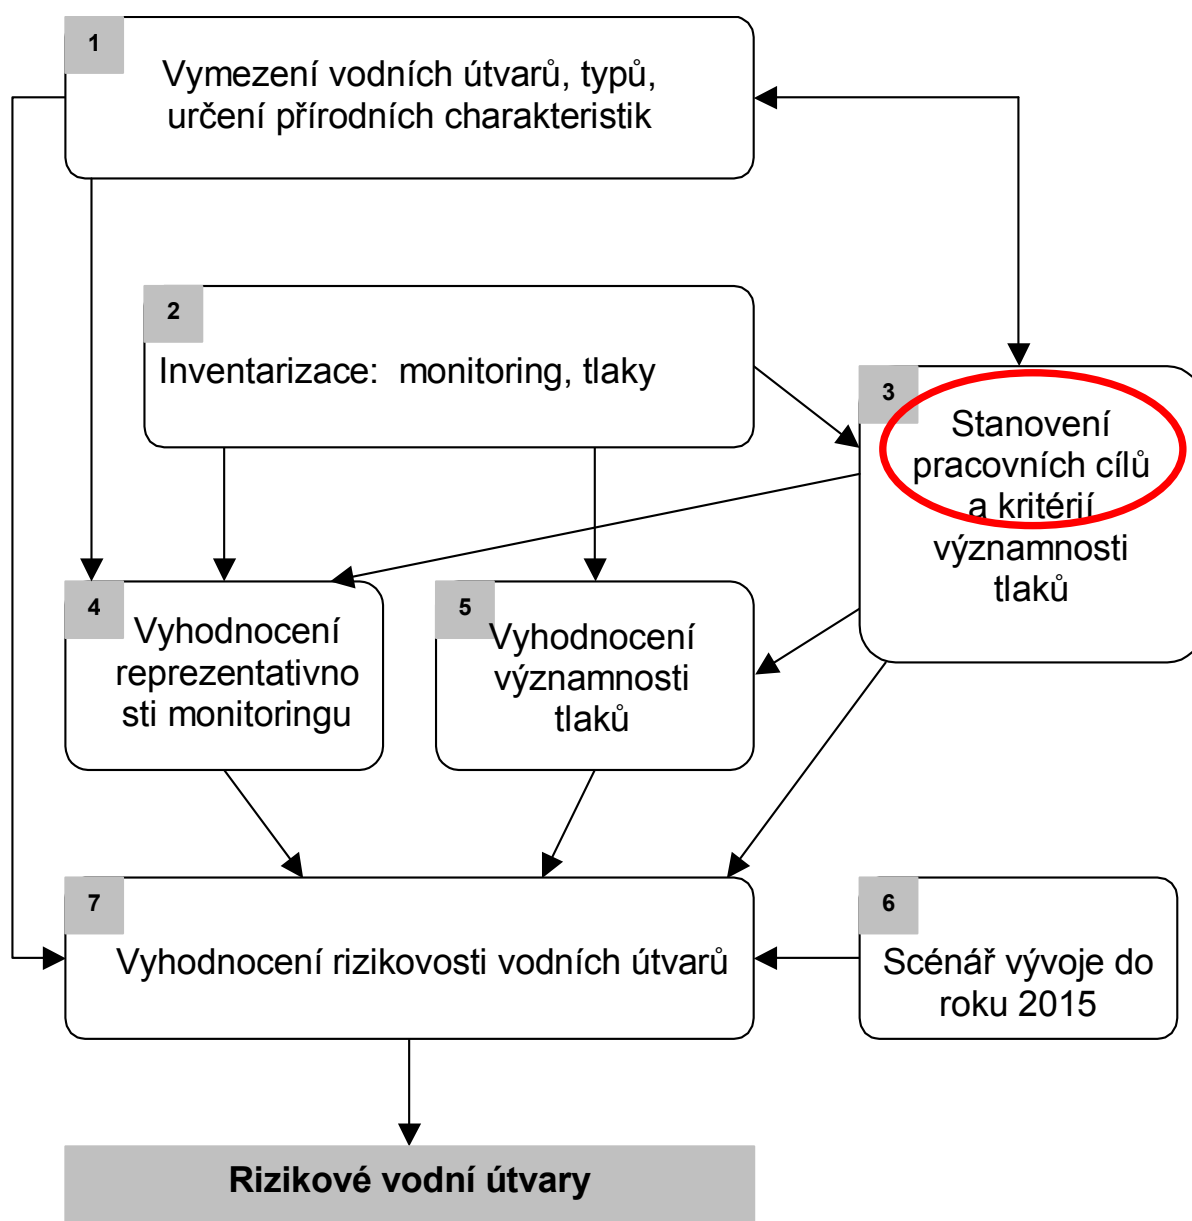 1
Vymezení vodních útvarů, typů,
určení přírodních charakteristik
2
Inventarizace:  monitoring, tlaky
3
Stanovení
pracovních cílů
a kritérií
významnosti
tlaků
4
Vyhodnocení
reprezentativno
sti monitoringu
5
Vyhodnocení
významnosti
tlaků
7
Vyhodnocení rizikovosti vodních útvarů
6
Scénář vývoje do
roku 2015
Rizikové vodní útvary